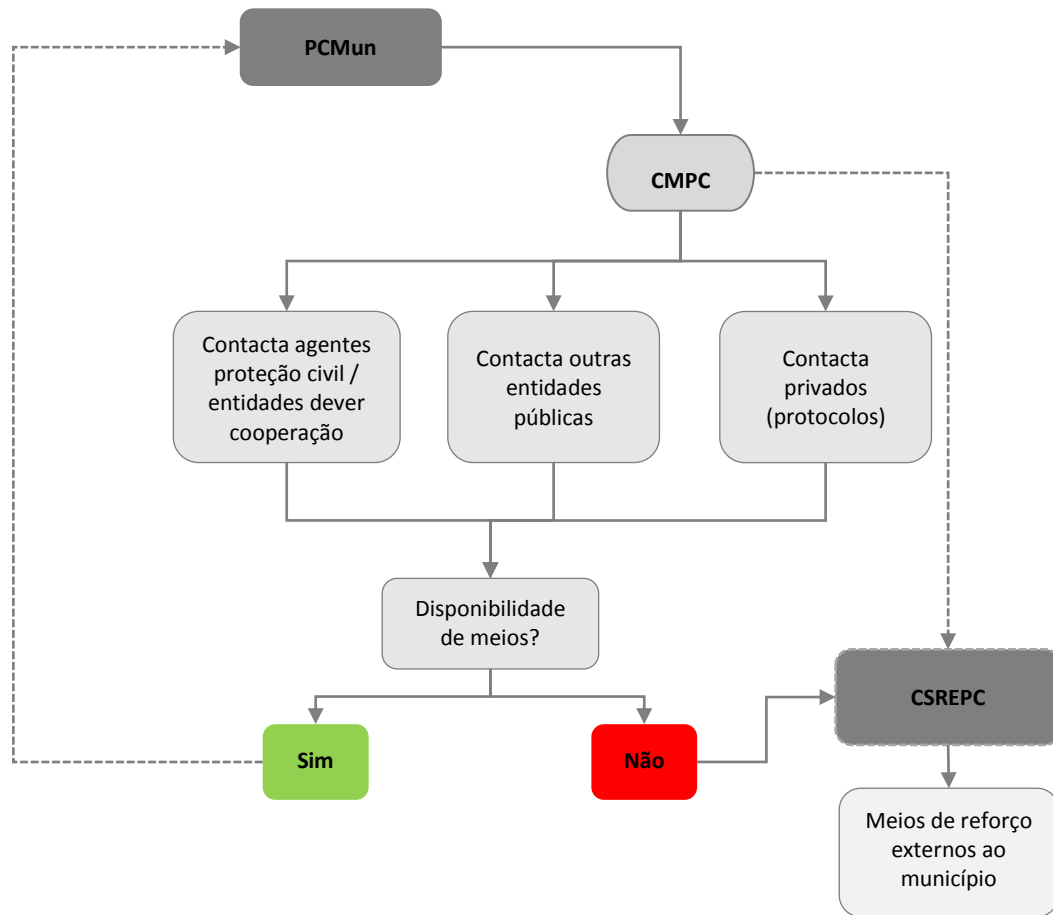 PCMun
CMPC
Contacta agentes
proteção civil /
entidades dever
cooperação
Contacta outras
entidades
públicas
Contacta
privados
(protocolos)
Disponibilidade
de meios?
Sim
Não
CSREPC
Meios de reforço
externos ao
município